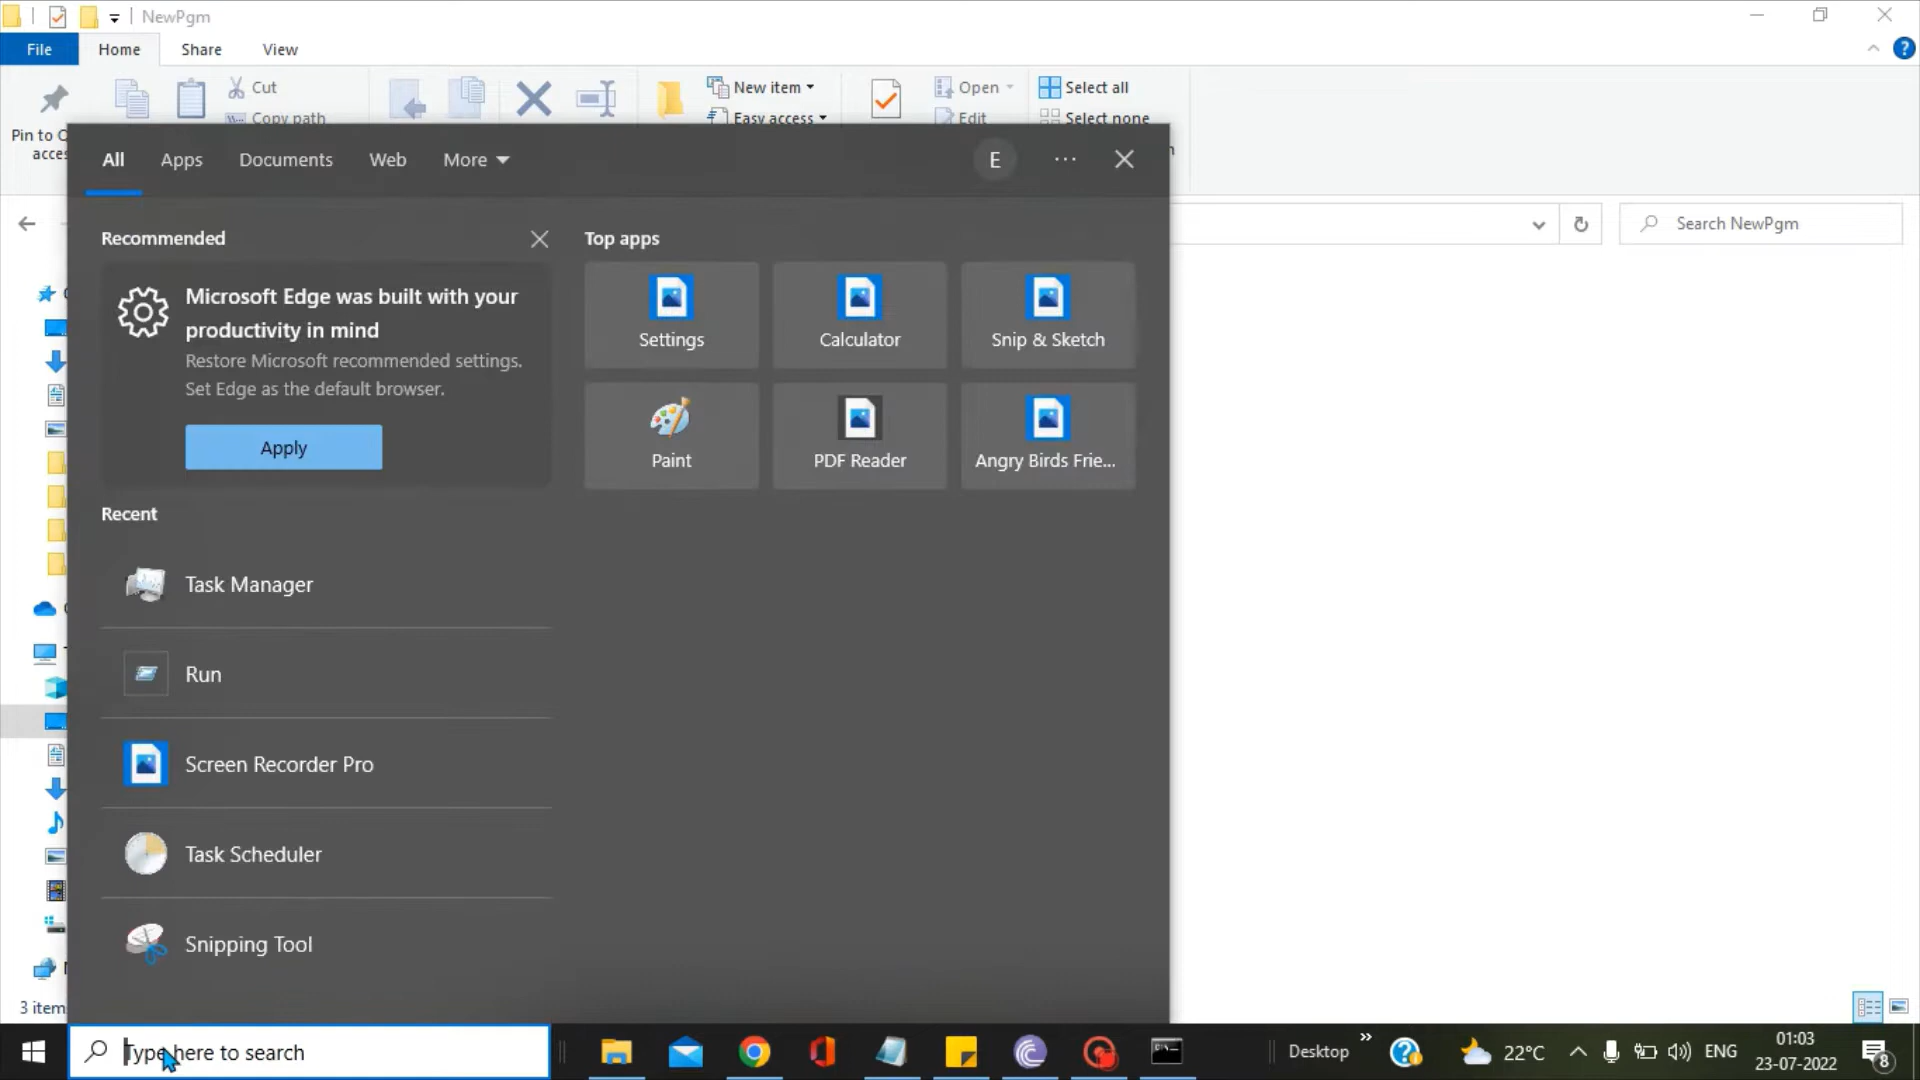 NewPgm
File
Home
Share
View
Cut
Copy path
New item
Easy access
Open
Edit
Select all
Select none
Pin to
All
Apps
Documents
Web
More
E
Search NewPgm
Recommended
Microsoft Edge was built with your
productivity in mind
Restore Microsoft recommended settings.
Set Edge as the default browser.
Apply
Top apps
Settings
Calculator
Snip & Sketch
Paint
PDF Reader
Angry Birds Frie...
Recent
Task Manager
Run
Screen Recorder Pro
Task Scheduler
Snipping Tool
3 item
Type here to search
Desktop
22°C
ENG
01:03
23-07-2022
8